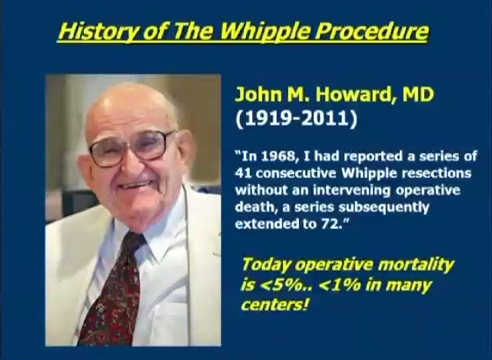 History of The Whipple Procedure
John M. Howard, MD
(1919-2011)
"In 1968, I had reported a series of
41 consecutive Whipple resections
without an intervening operative
death, a series subsequently
extended to 72."
Today operative mortality
is <5%.. <1% in many
centers!